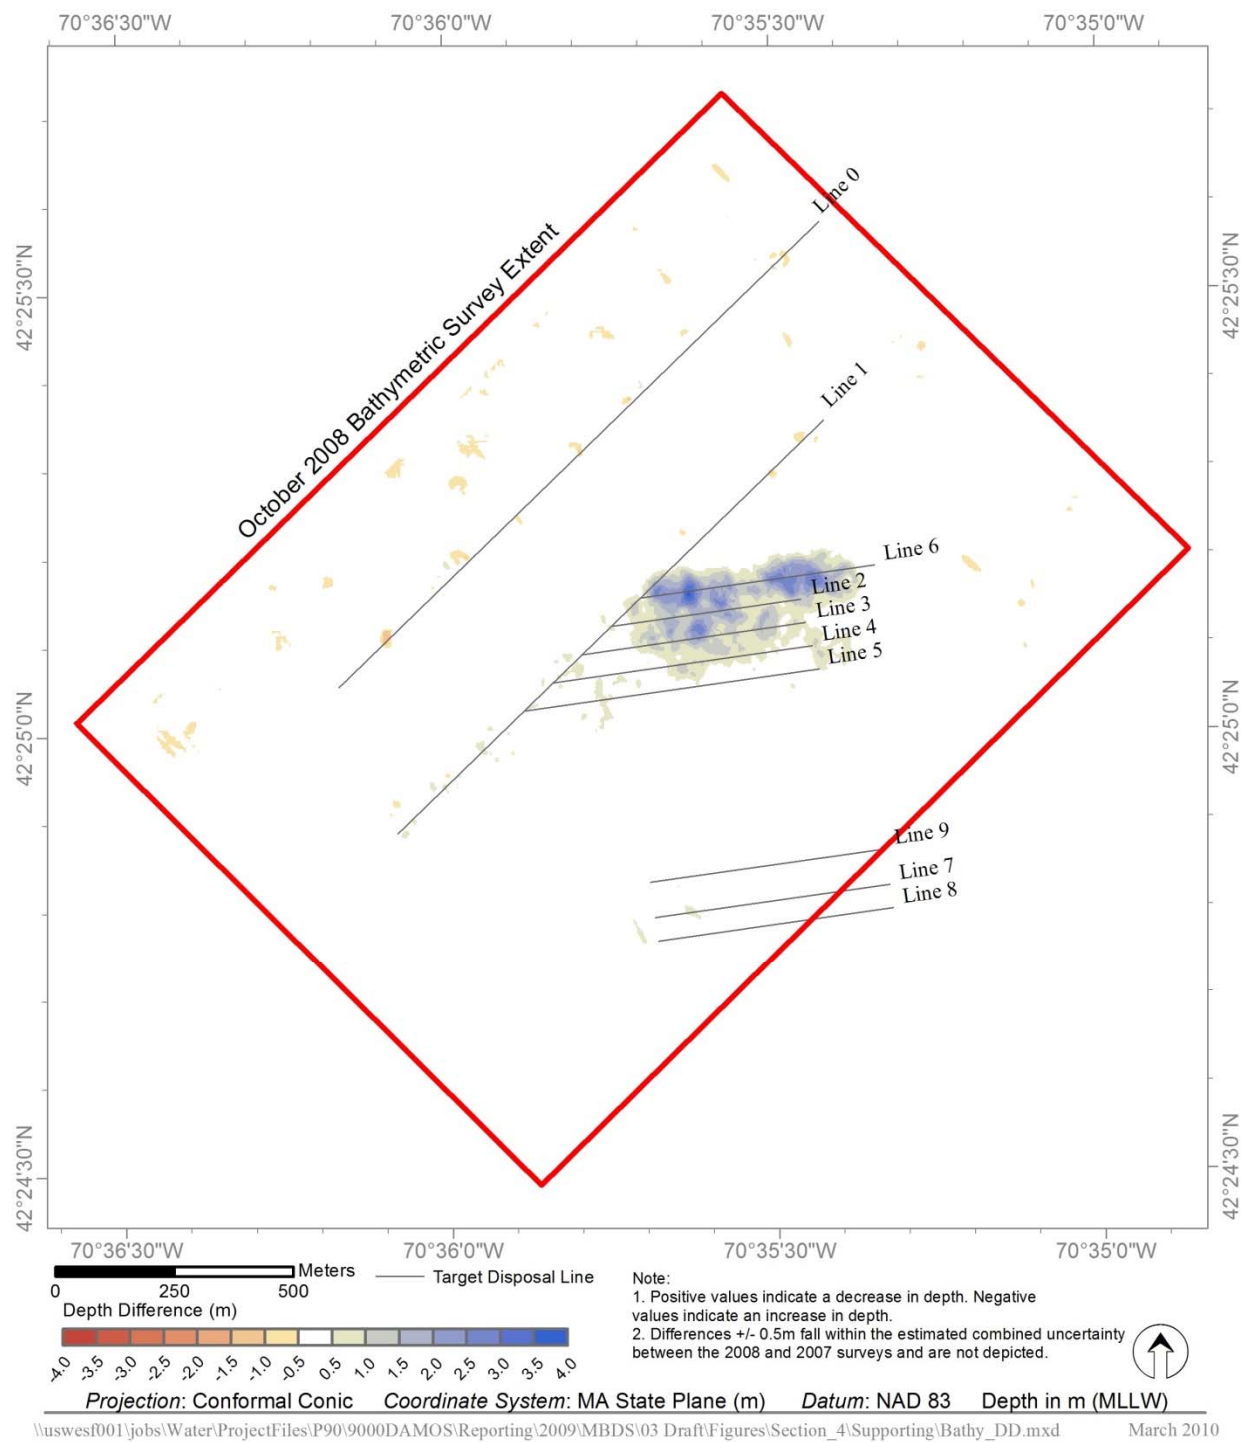 70°36'30"W 70°36'0"W 70°35'30"W 70°35'0"W
42°25'30"N
42°25'0"N
42°24'30"N
42°25'30"N
42°25'0"N
42°24'30"N
October 2008 Bathymetric Survey Extent
Line 0
Line 1
Line 6
Line 2
Line 3
Line 4
Line 5
Line 9
Line 7
Line 8
70°36'30"W 70°36'0"W 70°35'30"W 70°35'0"W
Meters
0 250 500
Target Disposal Line
Depth Difference (m)
-4.0 -3.5 -3.0 -2.5 -2.0 -1.5 -1.0 -0.5 0.5 1.0 1.5 2.0 2.5 3.0 3.5 4.0
Note:
1. Positive values indicate a decrease in depth. Negative
values indicate an increase in depth.
2. Differences +/- 0.5m fall within the estimated combined uncertainty
between the 2008 and 2007 surveys and are not depicted.
Projection: Conformal Conic Coordinate System: MA State Plane (m) Datum: NAD 83 Depth in m (MLLW)
\\uswesf001\jobs\Water\ProjectFiles\P90\9000DAMOS\Reporting\2009\MBDS\03 Draft\Figures\Section_4\Supporting\Bathy_DD.mxd March 2010